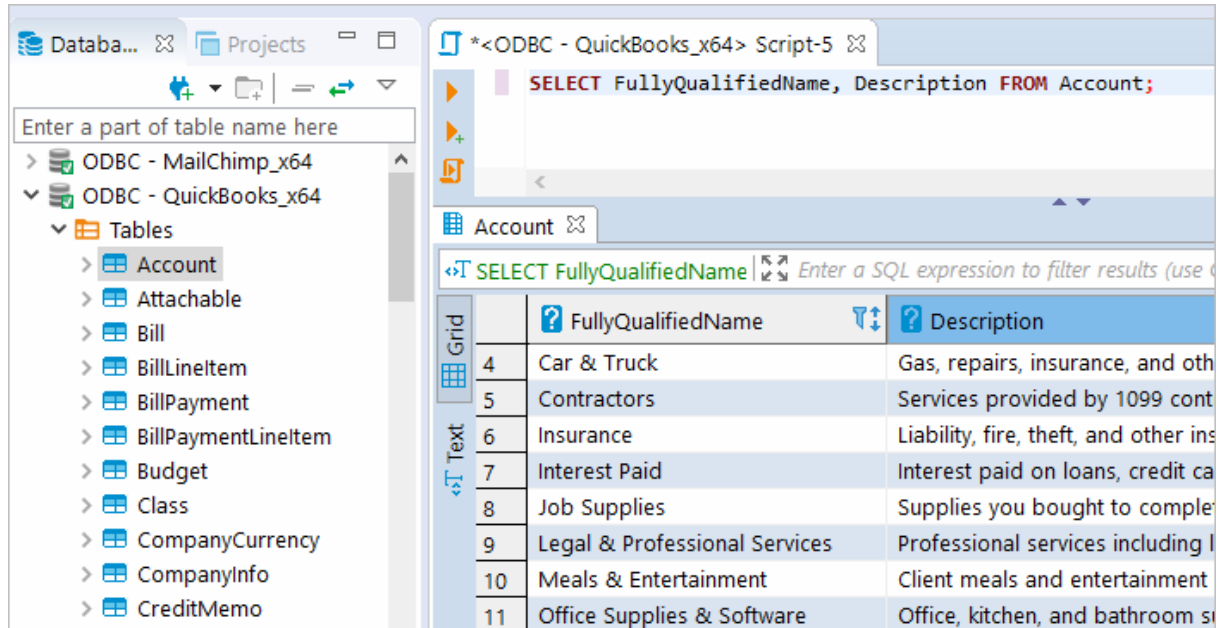 Databa...
Projects
Enter a part of table name here
ODBC - MailChimp_x64
ODBC - QuickBooks_x64
Tables
Account
Attachable
Bill
BillLineItem
BillPayment
BillPaymentLineItem
Budget
Class
CompanyCurrency
CompanyInfo
CreditMemo
*<ODBC - QuickBooks_x64> Script-5
SELECT FullyQualifiedName, Description FROM Account;
Account
SELECT FullyQualifiedName Enter a SQL expression to filter results (use
Grid
Text
FullyQualifiedName Description
4 Car & Truck Gas, repairs, insurance, and oth
5 Contractors Services provided by 1099 cont
6 Insurance Liability, fire, theft, and other ins
7 Interest Paid Interest paid on loans, credit ca
8 Job Supplies Supplies you bought to comple
9 Legal & Professional Services Professional services including l
10 Meals & Entertainment Client meals and entertainment
11 Office Supplies & Software Office, kitchen, and bathroom su